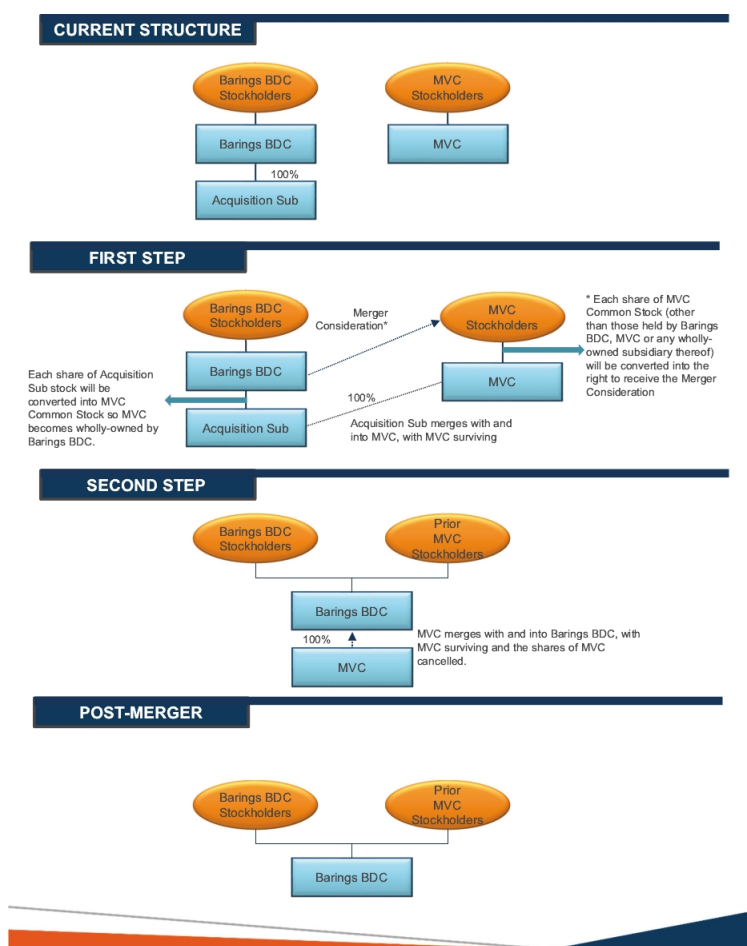 CURRENT STRUCTURE
Barings BDC
Stockholders
MVC
Stockholders
Barings BDC
MVC
100%
Acquisition Sub
FIRST STEP
Barings BDC
Stockholders
Merger
Consideration*
MVC
Stockholders
* Each share of MVC
Common Stock (other
than those held by Barings
BDC, MVC or any wholly-
owned subsidiary thereof)
will be converted into the
right to receive the Merger
Consideration
Each share of Acquisition
Sub stock will be
converted into MVC
Common Stock so MVC
becomes wholly-owned by
Barings BDC.
Barings BDC
MVC
100%
Acquisition Sub
Acquisition Sub merges with and
into MVC, with MVC surviving
SECOND STEP
Barings BDC
Stockholders
Prior
MVC
Stockholders
Barings BDC
100%
MVC
MVC merges with and into Barings BDC, with
MVC surviving and the shares of MVC
cancelled.
POST-MERGER
Barings BDC
Stockholders
Prior
MVC
Stockholders
Barings BDC